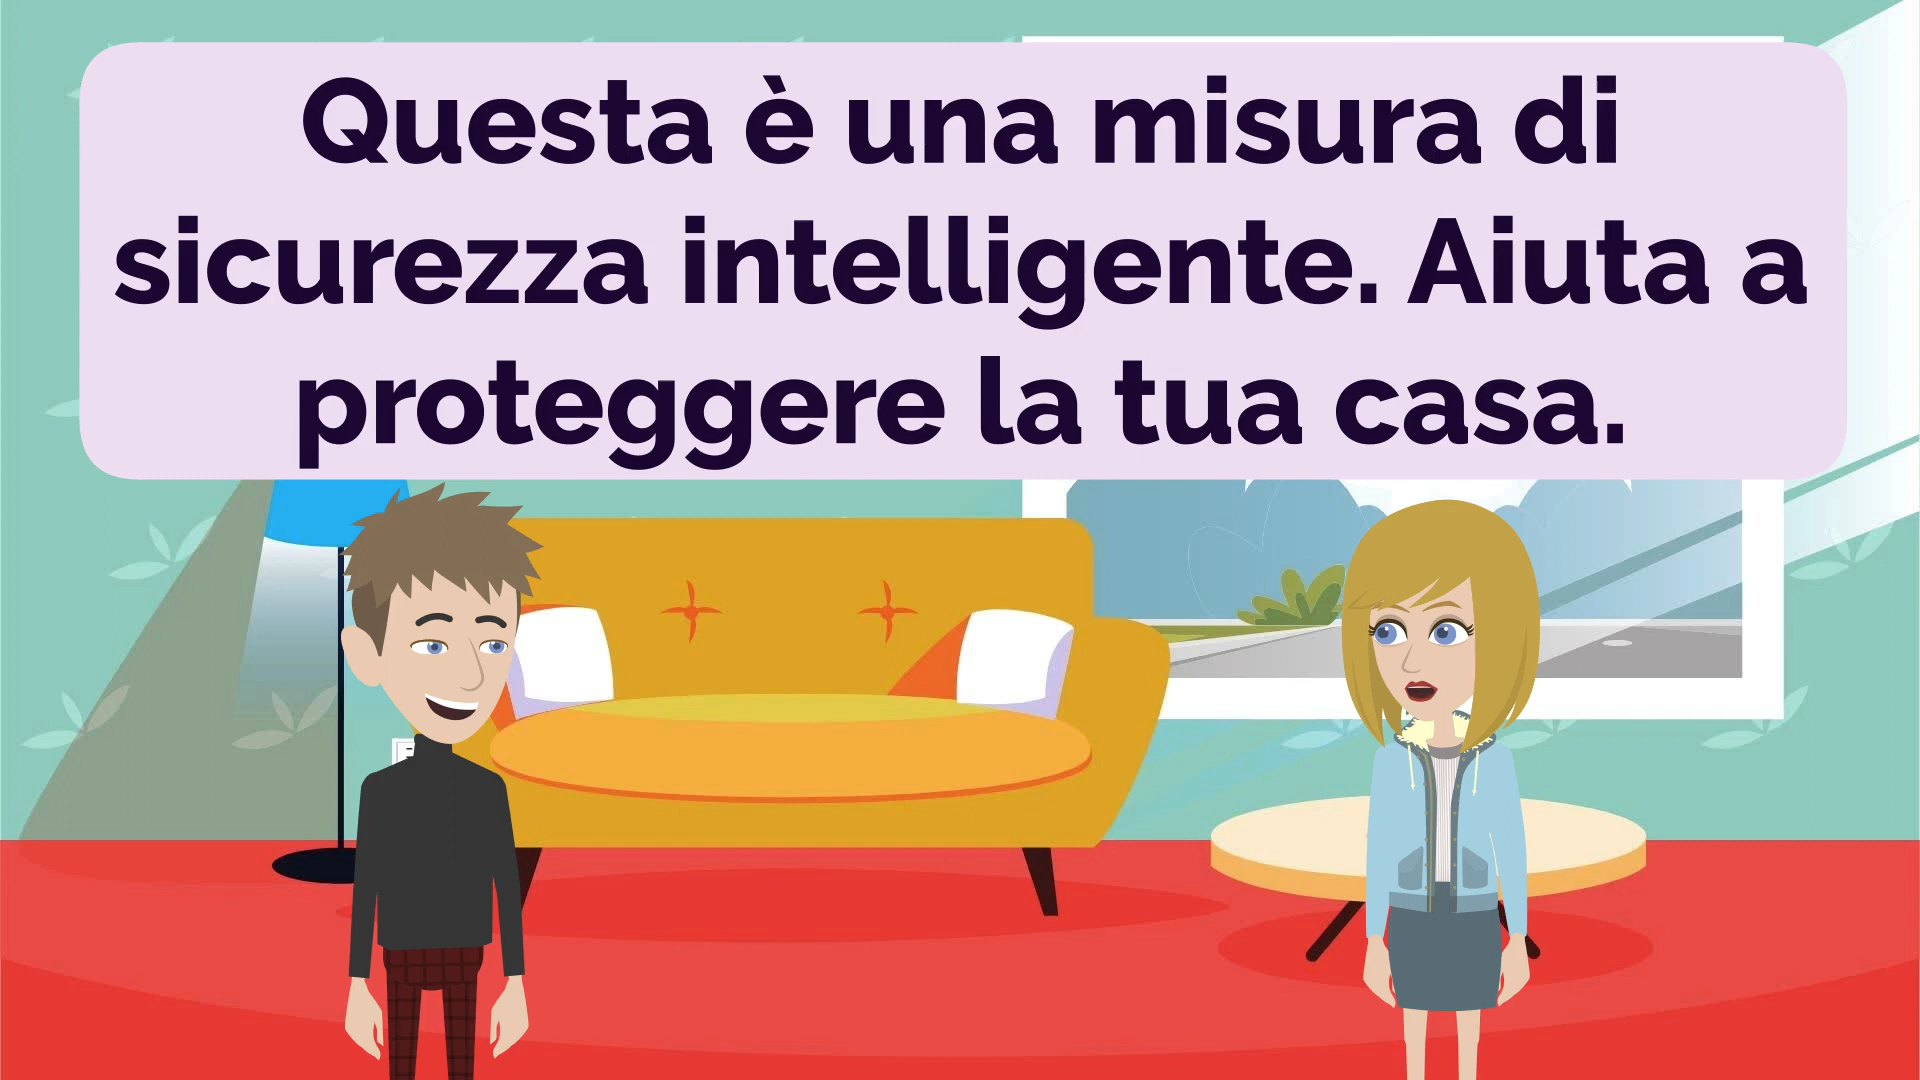 Questa è una misura di
sicurezza intelligente. Aiuta a
proteggere la tua casa.